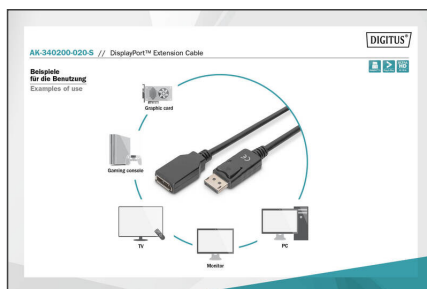 DIGITUS®
AK-340200-020-S // DisplayPort™ Extension Cable
Beispiele
für die Benutzung
Examples of use
HD
Graphic card
Gaming console
TV
Monitor
PC